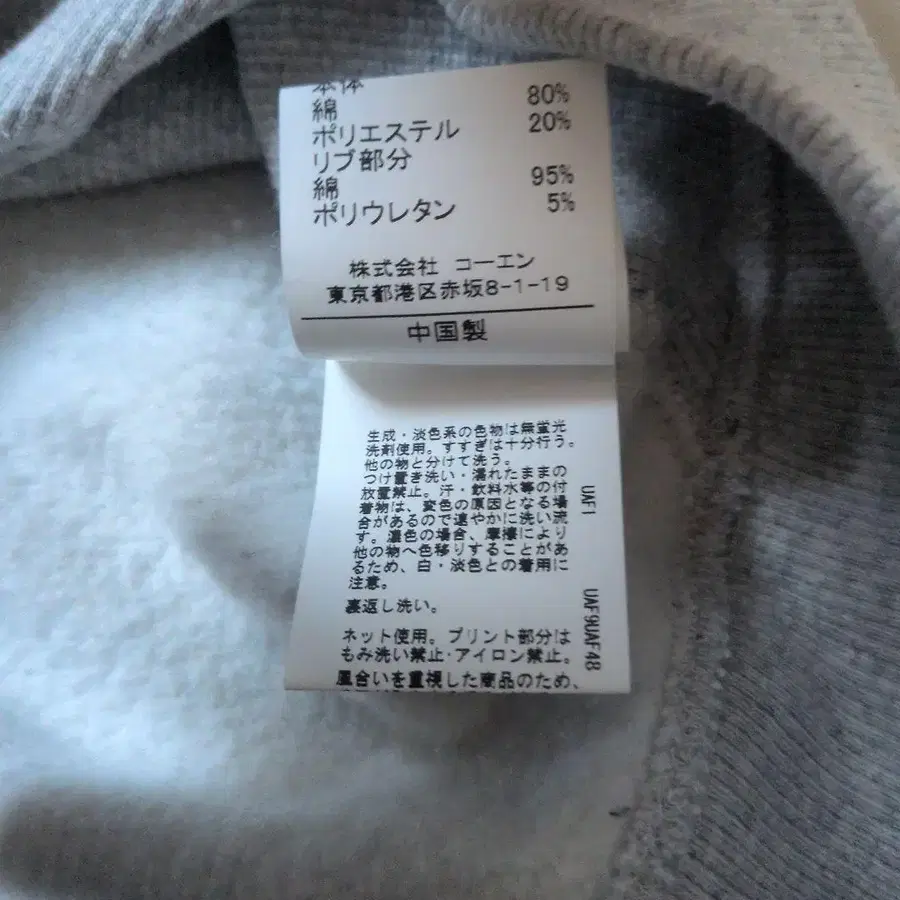 本体
綿 80%
ポリエステル 20%
リブ部分
綿 95%
ポリウレタン 5%
株式会社 コーエン
東京都港区赤坂8-1-19
中国製
生成・淡色系の色物は無蛍光
洗剤使用。すすぎは十分行う。
他の物と分けて洗う。
つけ置き洗い・濡れたままの
放置禁止。汗・飲料水等の付
着物は、変色の原因となる場
合があるので速やかに洗い流
す。濃色の場合、摩擦により
他の物へ色移りすることがあ
るため、白・淡色との着用に
注意。
裏返し洗い。
ネット使用。プリント部分は
もみ洗い禁止・アイロン禁止。
風合いを重視した商品のため、
UAF1
UAF9UAF48